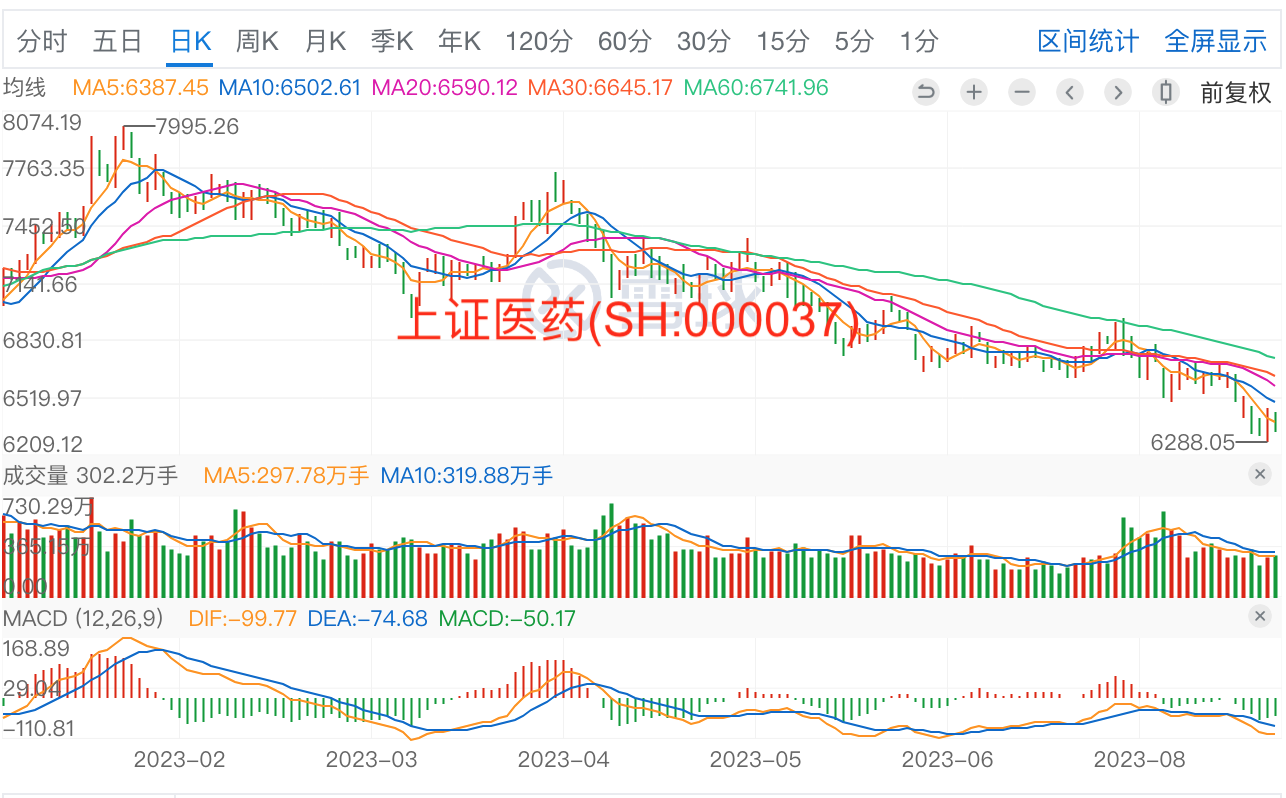 分时 五日 日K 周K 月K 季K 年K 120分 60分 30分 15分 5分 1分 区间统计 全屏显示
均线 MA5:6387.45 MA10:6502.61 MA20:6590.12 MA30:6645.17 MA60:6741.96 前复权
8074.19
7995.26
7763.35
7452.50
7141.66
雪球
上证医药(SH:000037)
6830.81
6519.97
6288.05
6209.12
成交量 302.2万手 MA5:297.78万手 MA10:319.88万手
730.29万
365.15万
0.00
MACD (12,26,9) DIF:-99.77 DEA:-74.68 MACD:-50.17
168.89
29.04
-110.81
2023-02 2023-03 2023-04 2023-05 2023-06 2023-08